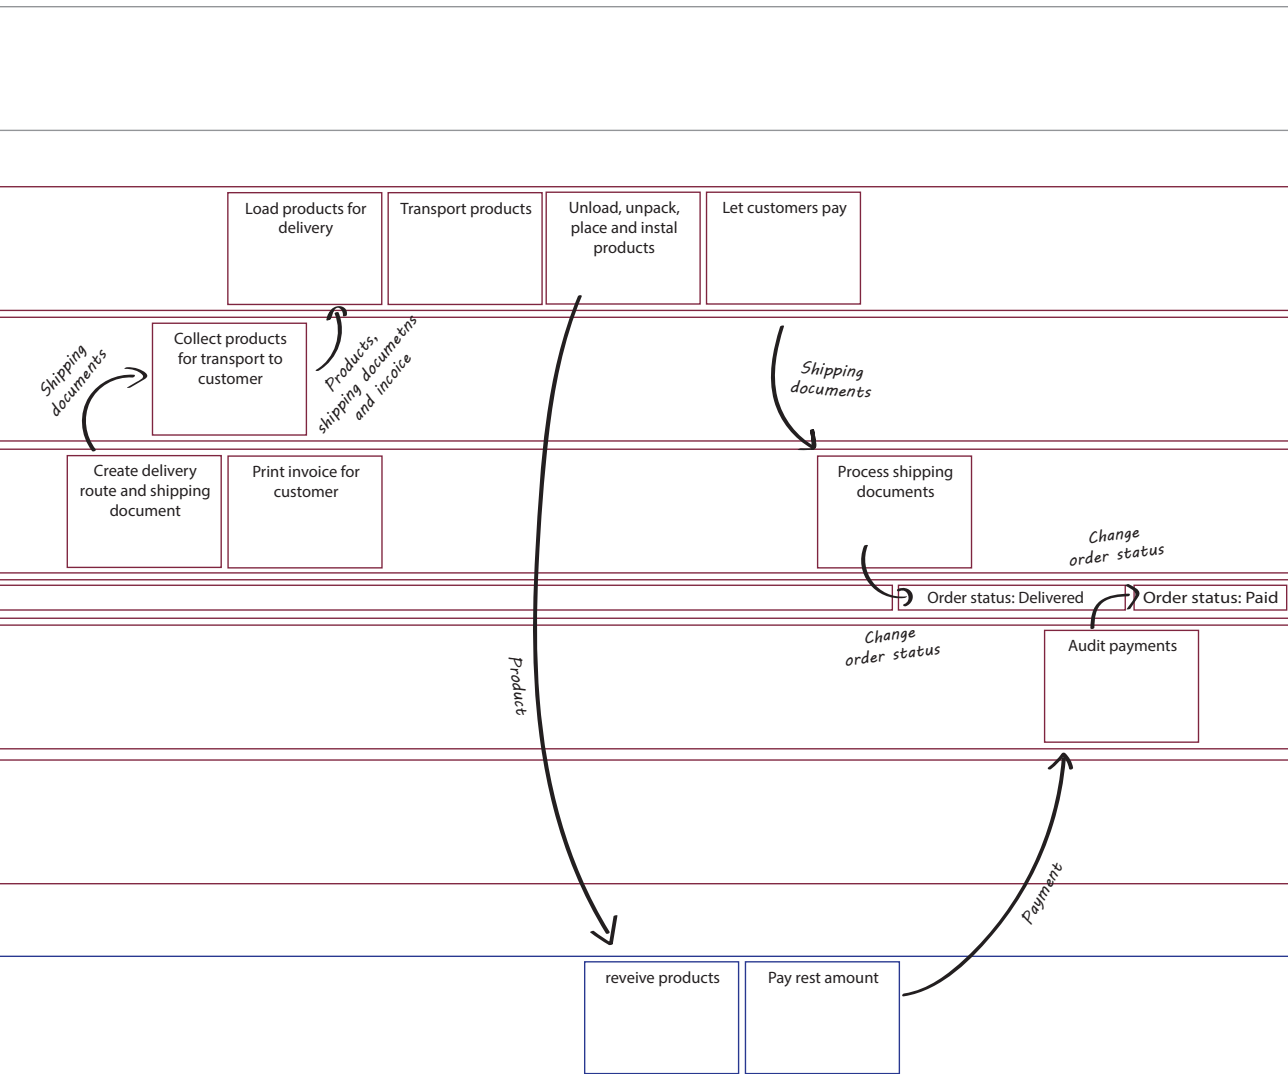 Load products for
delivery
Transport products
Unload, unpack,
place and instal
products
Let customers pay
Collect products
for transport to
customer
Shipping
documents
Products,
shipping documetns
and incoice
Shipping
documents
Create delivery
route and shipping
document
Print invoice for
customer
Process shipping
documents
Change
order status
Order status: Delivered
Order status: Paid
Change
order status
Audit payments
Product
Payment
reveive products
Pay rest amount